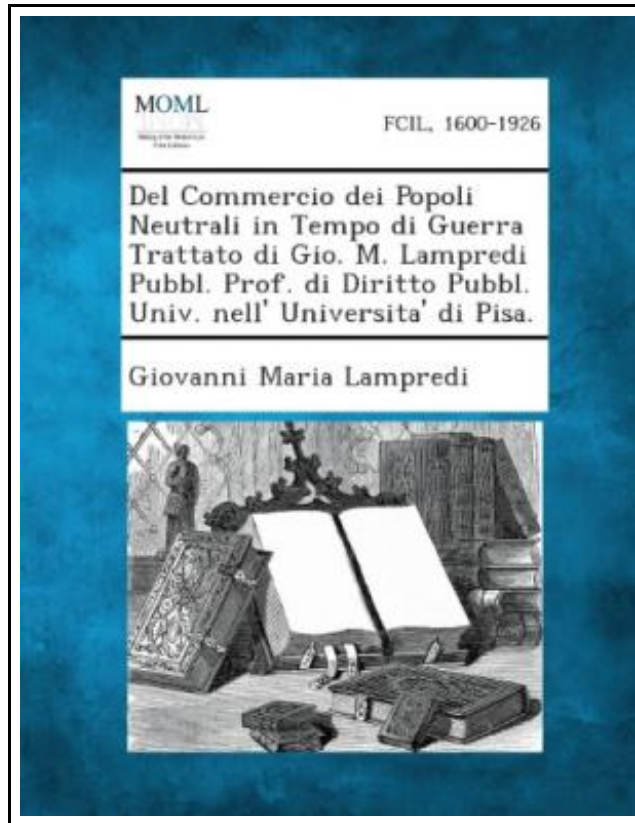 MOML
FCIL, 1600-1926
Del Commercio dei Popoli
Neutrali in Tempo di Guerra
Trattato di Gio. M. Lampredi
Pubbl. Prof. di Diritto Pubbl.
Univ. nell' Universita' di Pisa.
Giovanni Maria Lampredi